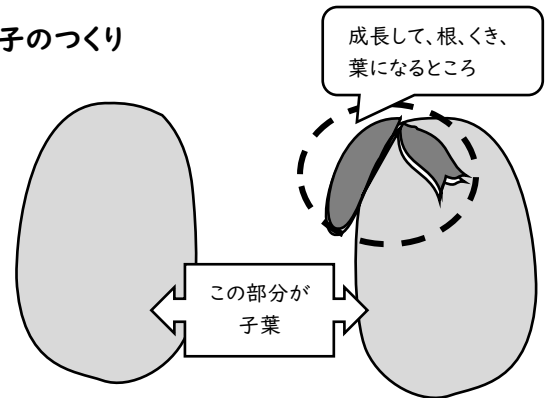 子のつくり
成長して、根、くき、
葉になるところ
この部分が
子葉